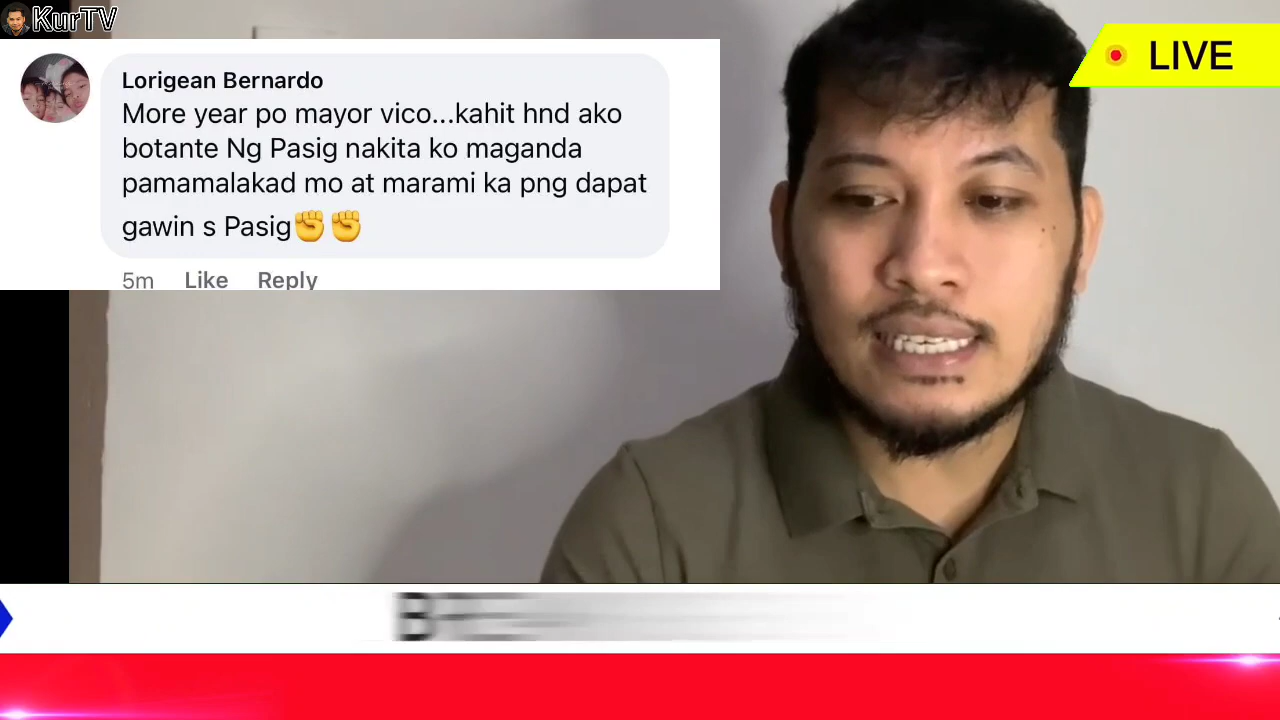 KurTV
LIVE
Lorigean Bernardo
More year po mayor vico...kahit hnd ako
botante Ng Pasig nakita ko maganda
pamamalakad mo at marami ka png dapat
gawin s Pasig✊✊
5m Like Reply